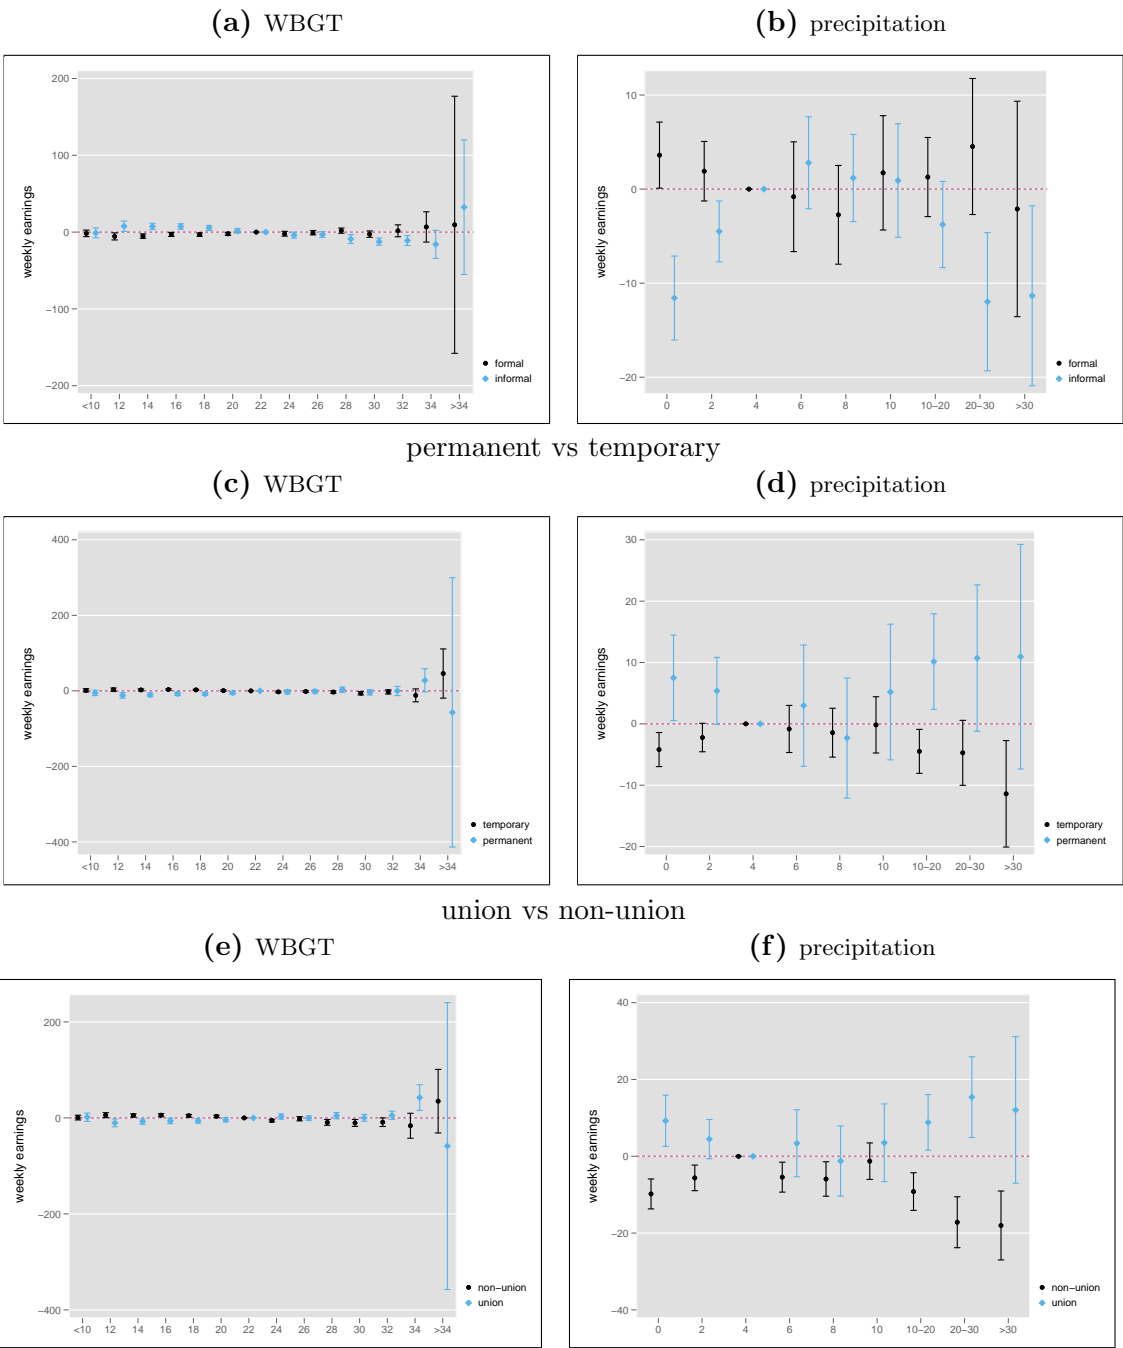 (a) WBGT
(b) precipitation
200
100
0
−100
−200
weekly earnings
<10 12 14 16 18 20 22 24 26 28 30 32 34 >34
formal
informal
10
0
−10
−20
weekly earnings
0 2 4 6 8 10 10−20 20−30 >30
formal
informal
permanent vs temporary
(c) WBGT
(d) precipitation
400
200
0
−200
−400
weekly earnings
<10 12 14 16 18 20 22 24 26 28 30 32 34 >34
temporary
permanent
30
20
10
0
−10
−20
weekly earnings
0 2 4 6 8 10 10−20 20−30 >30
temporary
permanent
union vs non-union
(e) WBGT
(f) precipitation
200
0
−200
−400
weekly earnings
<10 12 14 16 18 20 22 24 26 28 30 32 34 >34
non−union
union
40
20
0
−20
−40
weekly earnings
0 2 4 6 8 10 10−20 20−30 >30
non−union
union